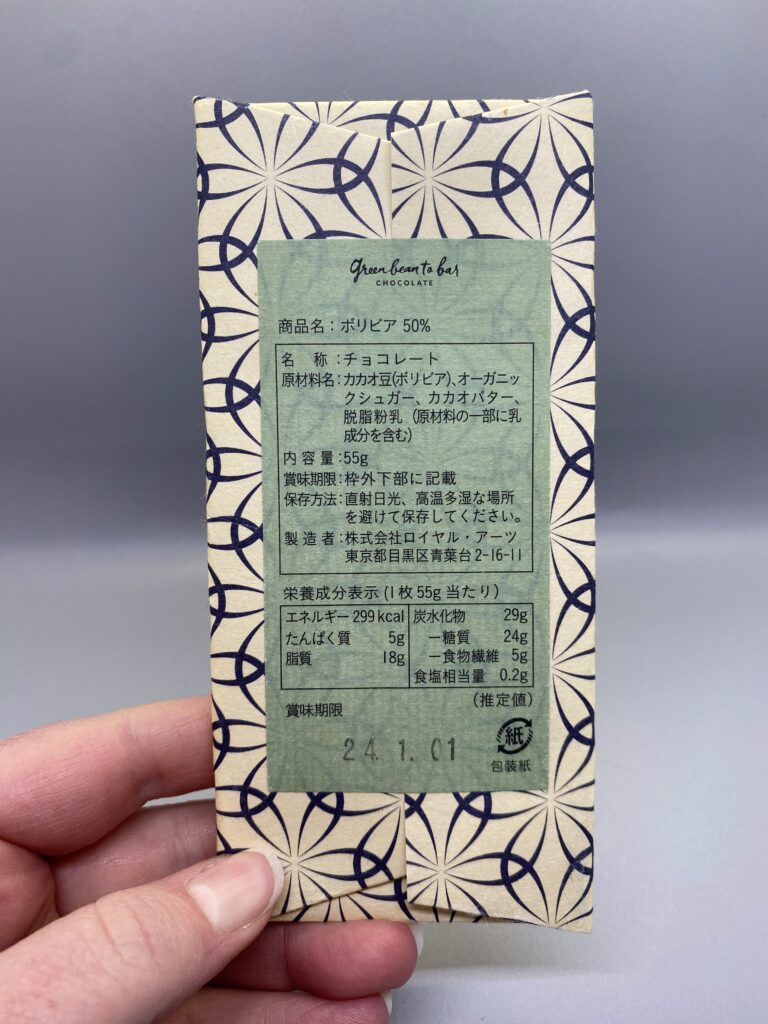 green bean to bar
CHOCOLATE
商品名：ボリビア 50%
名　称：チョコレート
原材料名：カカオ豆(ボリビア)、オーガニッ
クシュガー、カカオバター、
脱脂粉乳（原材料の一部に乳
成分を含む）
内容量：55g
賞味期限：枠外下部に記載
保存方法：直射日光、高温多湿な場所
を避けて保存してください。
製造者：株式会社ロイヤル・アーツ
東京都目黒区青葉台2-16-11
栄養成分表示（1枚55g当たり）
エネルギー 299kcal 炭水化物 29g
たんぱく質 5g －糖質 24g
脂質 18g －食物繊維 5g
食塩相当量 0.2g
（推定値）
賞味期限
24. 1. 01
紙
包装紙